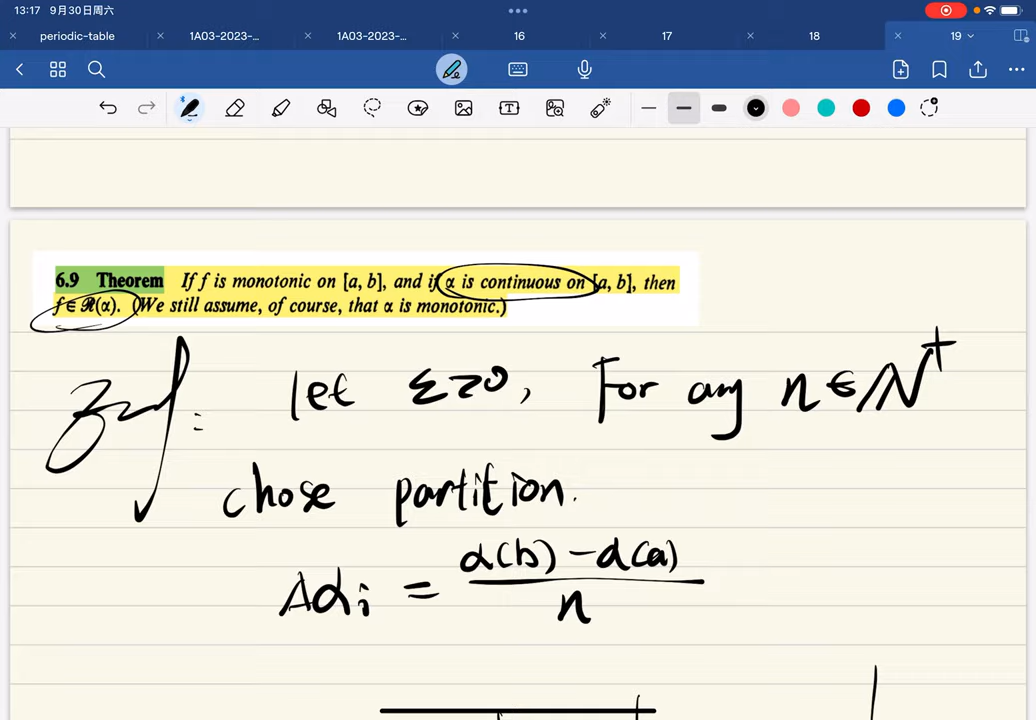 13:17 9月30日周六
periodic-table
1A03-2023-...
1A03-2023-...
16
17
18
19
6.9 Theorem If f is monotonic on [a, b], and if α is continuous on [a, b], then
f ∈ ℛ(α). (We still assume, of course, that α is monotonic.)
let ε>0, For any n ∈ N⁺
chose partition.
Δαᵢ = α(b) - α(a) / n